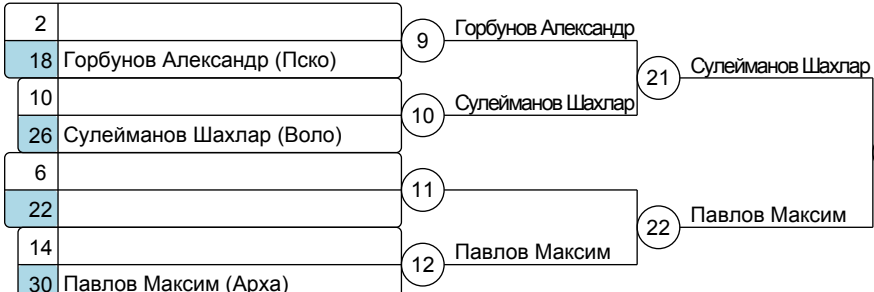 2
18 Горбунов Александр (Пско)
9 Горбунов Александр
10
26 Сулейманов Шахлар (Воло)
10 Сулейманов Шахлар
21 Сулейманов Шахлар
6
22
11
14
30 Павлов Максим (Арха)
12 Павлов Максим
22 Павлов Максим